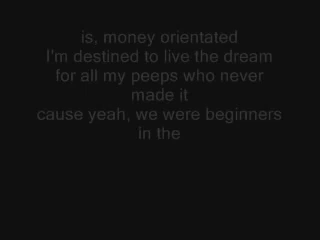 is, money orientated
I'm destined to live the dream
for all my peeps who never
made it
cause yeah, we were beginners
in the